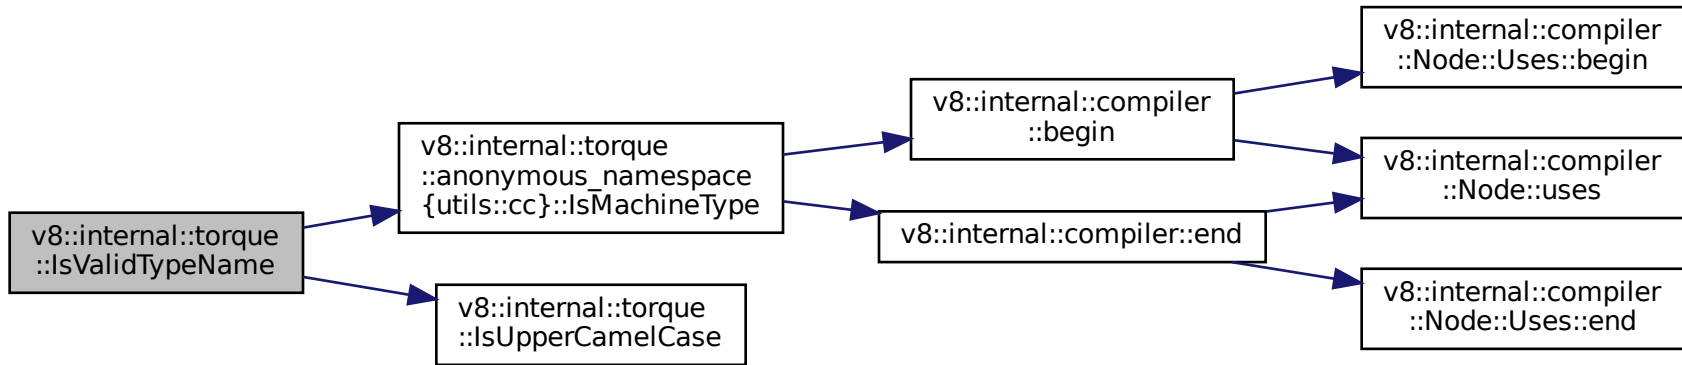 v8::internal::torque
::IsValidTypeName
v8::internal::torque
::anonymous_namespace
{utils::cc}::IsMachineType
v8::internal::torque
::IsUpperCamelCase
v8::internal::compiler
::begin
v8::internal::compiler::end
v8::internal::compiler
::Node::Uses::begin
v8::internal::compiler
::Node::uses
v8::internal::compiler
::Node::Uses::end